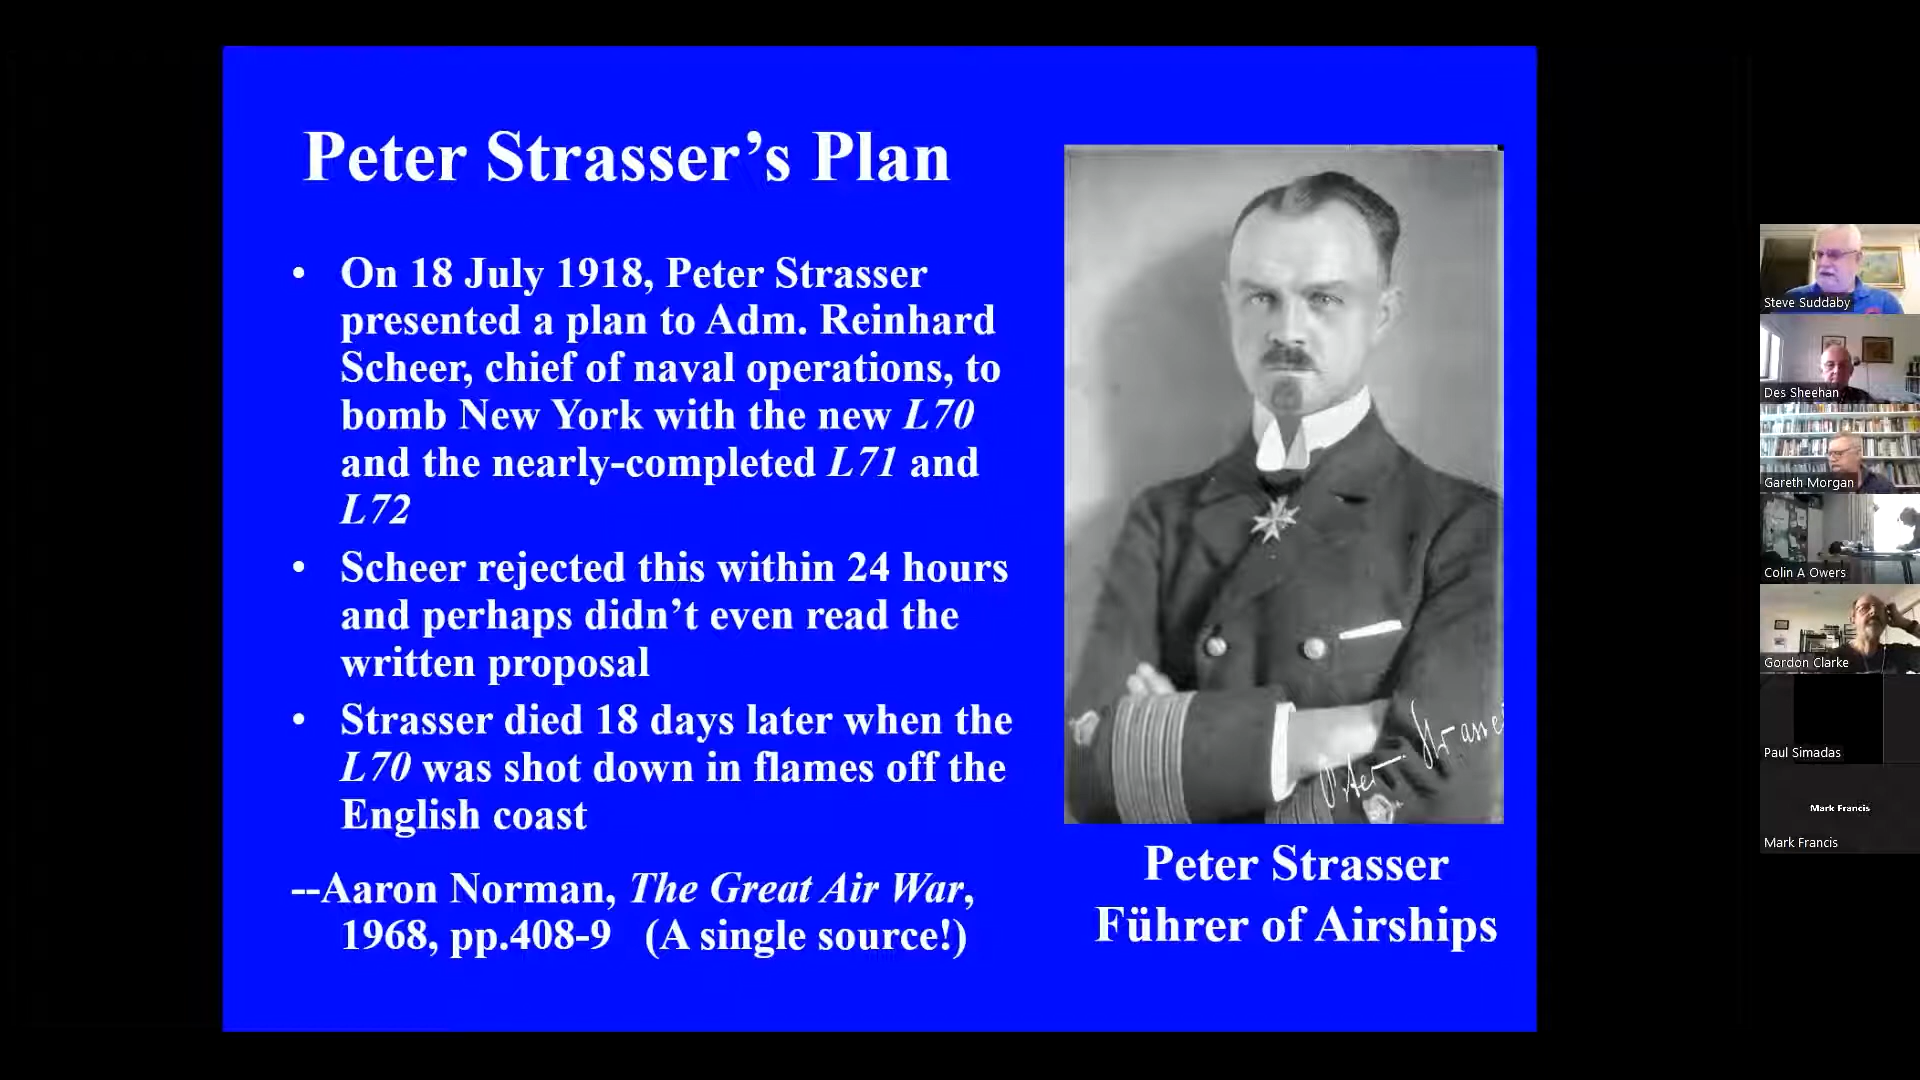 Peter Strasser’s Plan
• On 18 July 1918, Peter Strasser
presented a plan to Adm. Reinhard
Scheer, chief of naval operations, to
bomb New York with the new L70
and the nearly-completed L71 and
L72
• Scheer rejected this within 24 hours
and perhaps didn’t even read the
written proposal
• Strasser died 18 days later when the
L70 was shot down in flames off the
English coast
--Aaron Norman, The Great Air War,
1968, pp.408-9 (A single source!)
Peter Strasser
Peter Strasser
Führer of Airships
Steve Suddaby
Des Sheehan
Gareth Morgan
Colin A Owers
Gordon Clarke
Paul Simadas
Mark Francis
Mark Francis